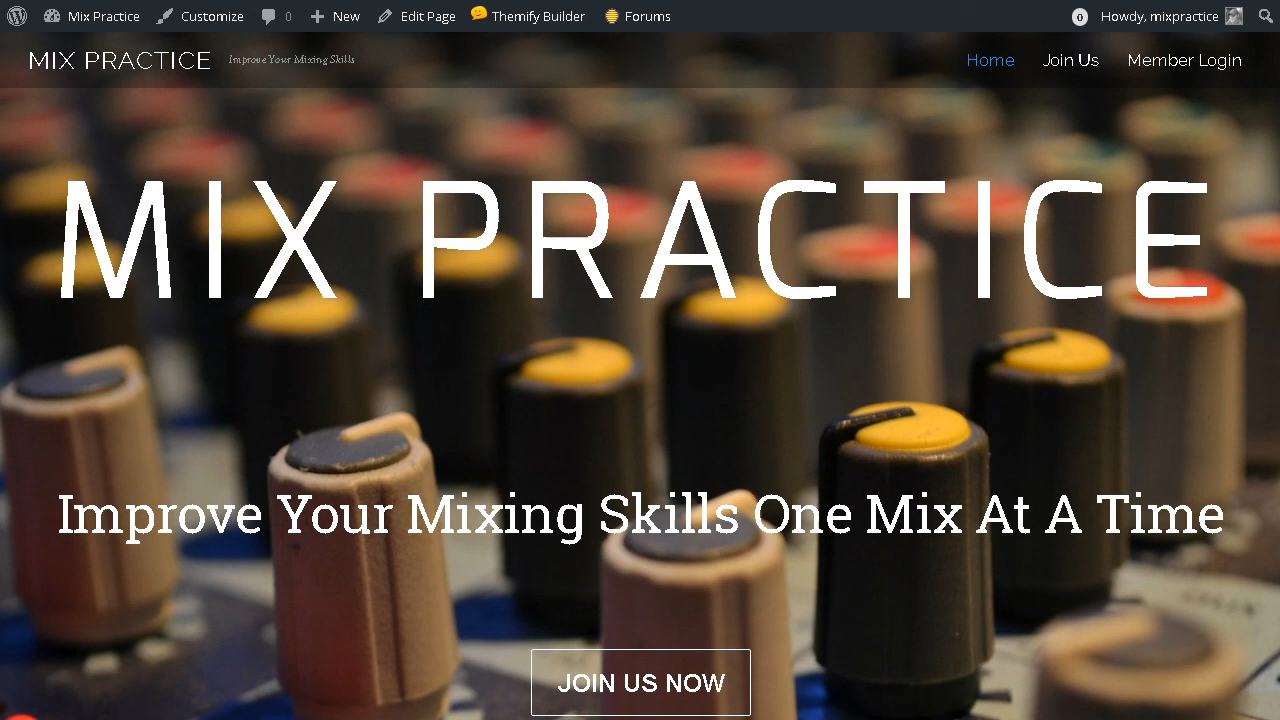 Mix Practice Customize 0 New Edit Page Themify Builder Forums 0 Howdy, mixpractice
MIX PRACTICE Improve Your Mixing Skills Home Join Us Member Login
MIX PRACTICE
Improve Your Mixing Skills One Mix At A Time
JOIN US NOW